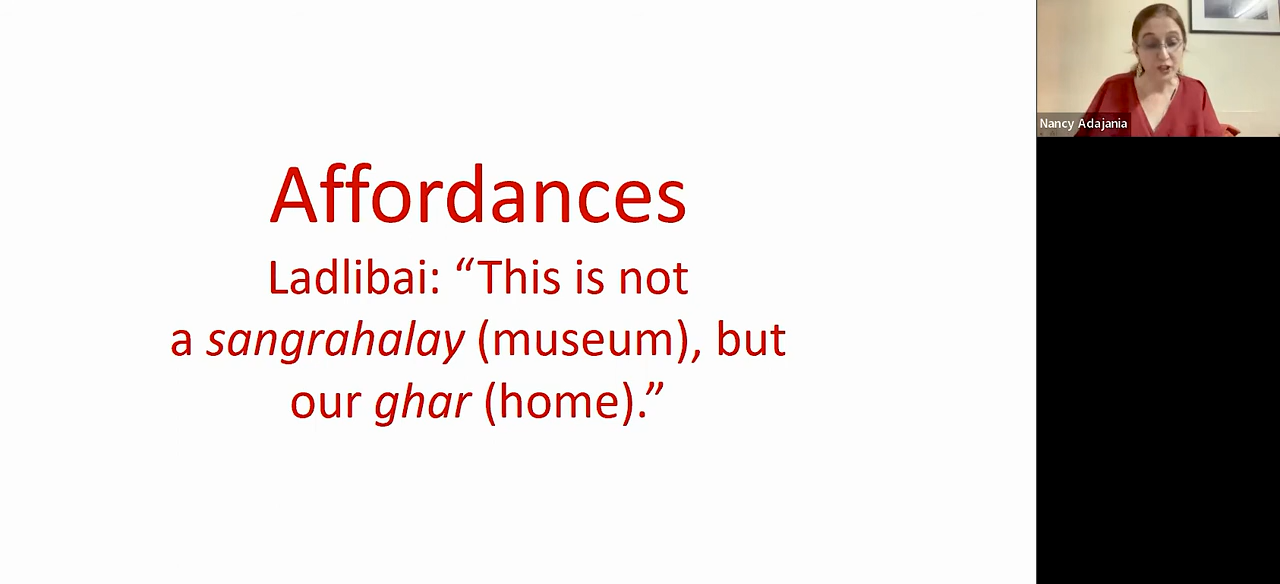 Affordances
Ladlibai: “This is not
a sangrahalay (museum), but
our ghar (home).”
Nancy Adajania